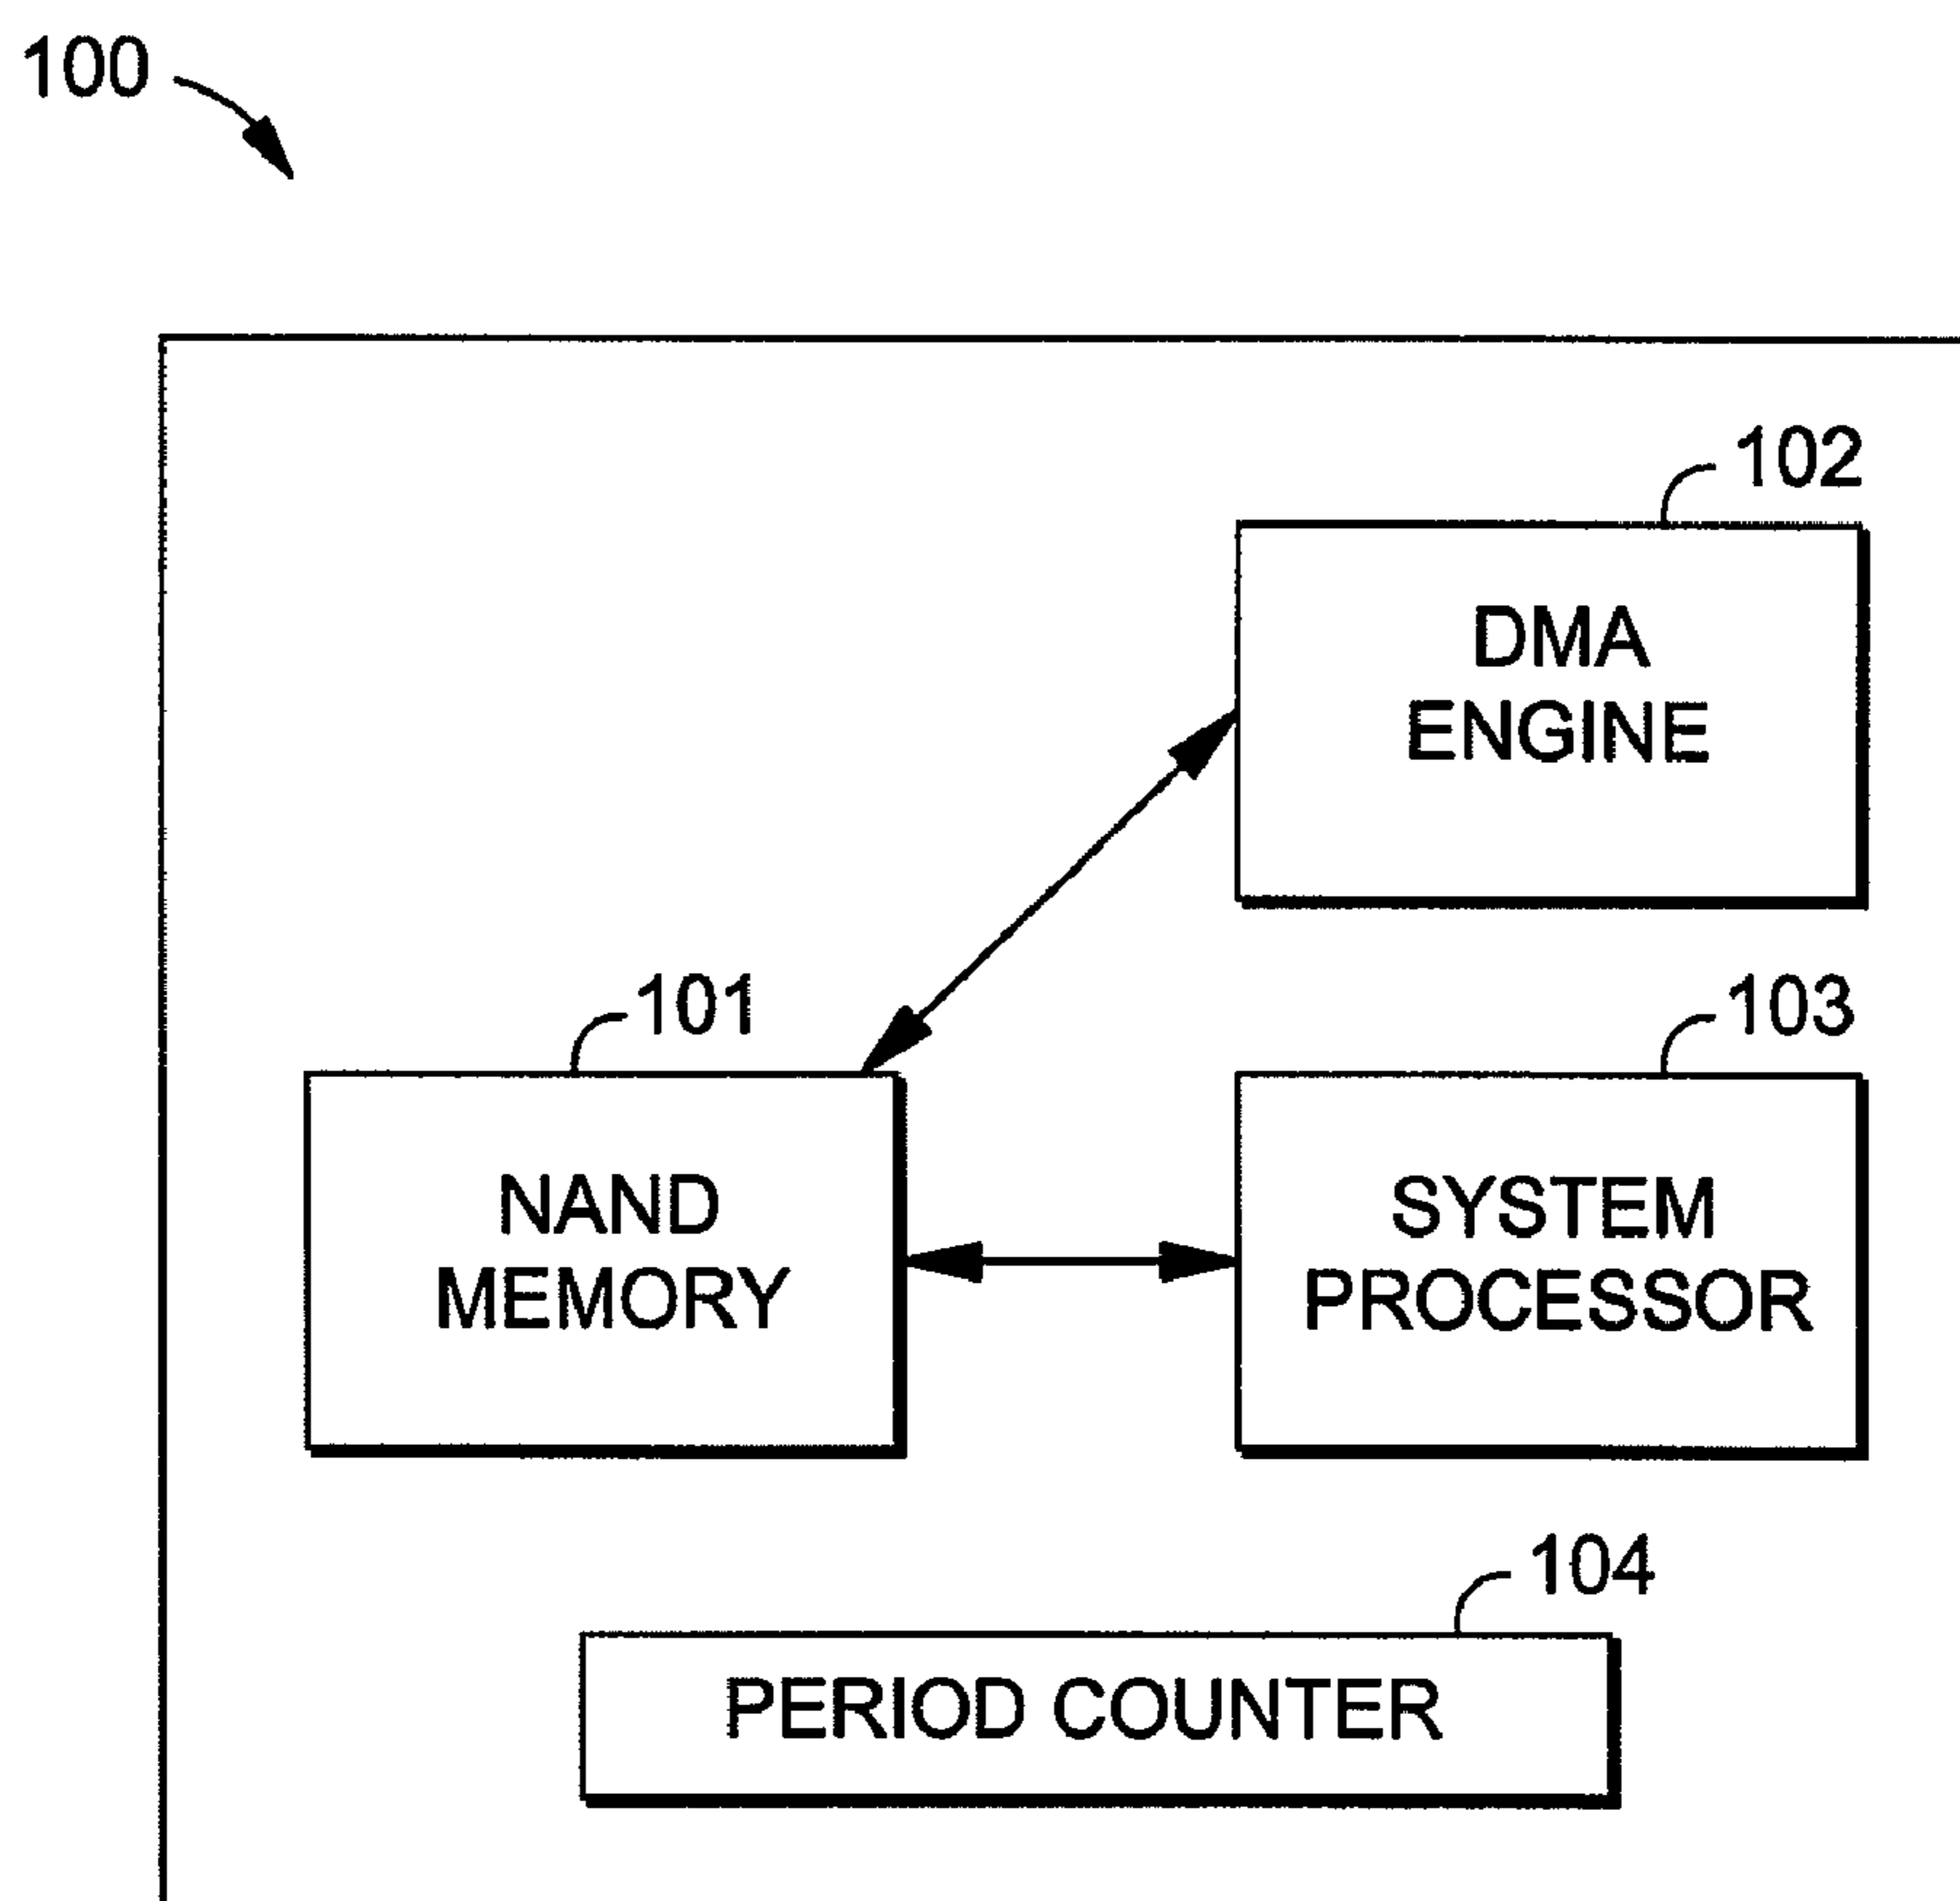 100
102
DMA
ENGINE
101
103
NAND
MEMORY
SYSTEM
PROCESSOR
104
PERIOD COUNTER